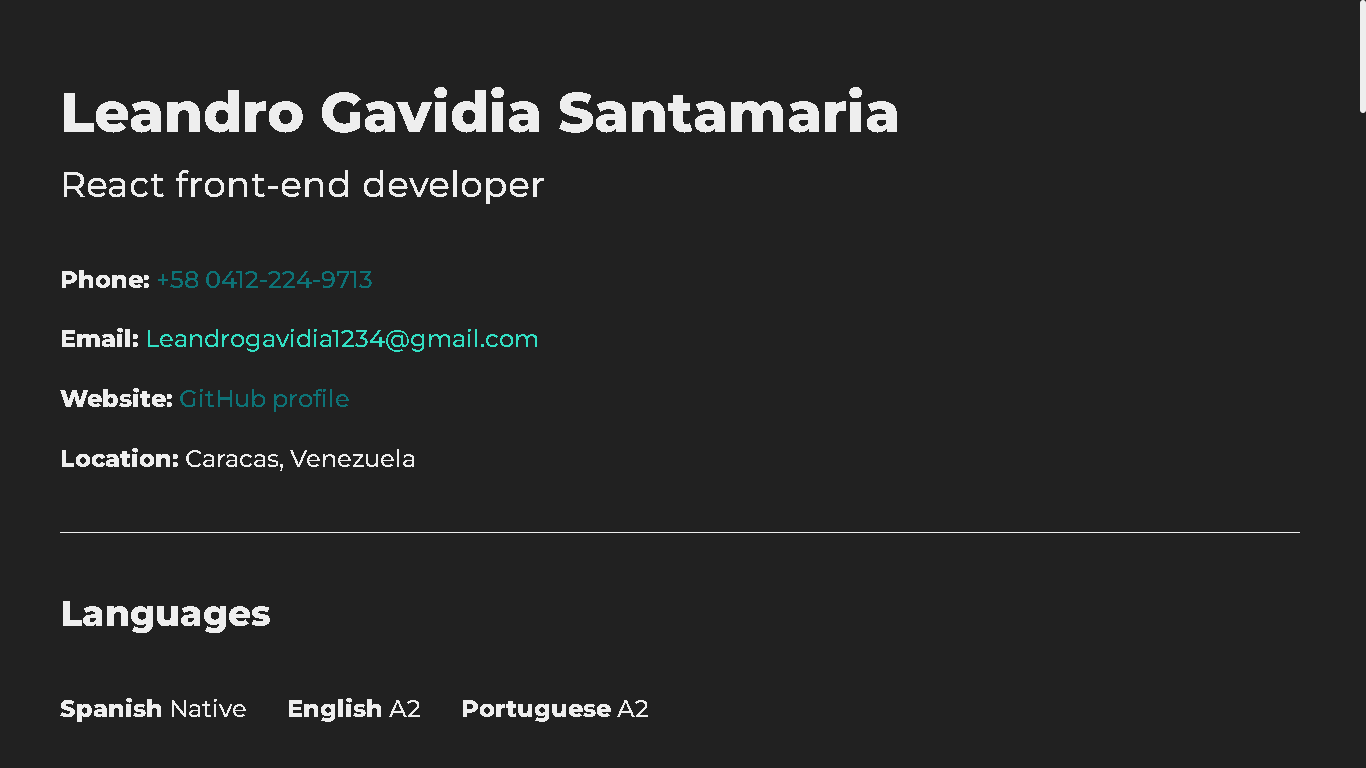 Leandro Gavidia Santamaria
React front-end developer
Phone: +58 0412-224-9713
Email: Leandrogavidia1234@gmail.com
Website: GitHub profile
Location: Caracas, Venezuela
Languages
Spanish Native English A2 Portuguese A2